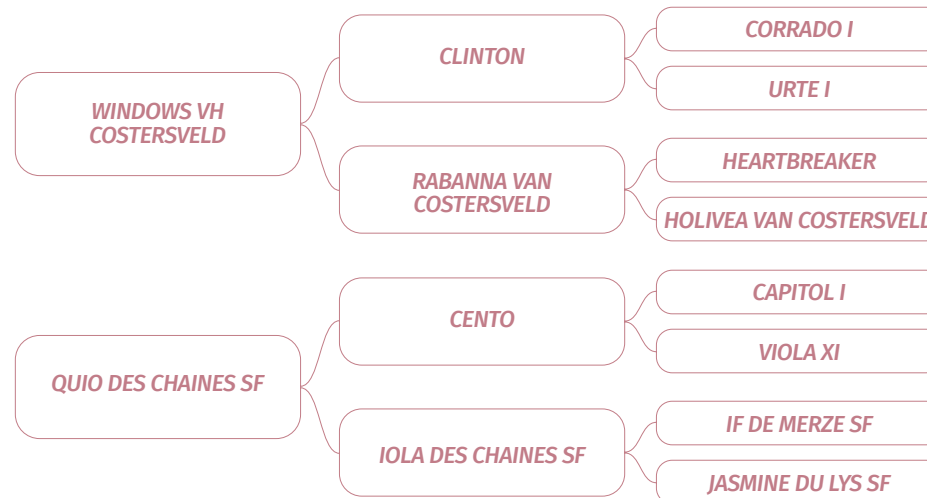 CORRADO I
CLINTON
URTE I
WINDOWS VH
COSTERSVELD
HEARTBREAKER
RABANNA VAN
COSTERSVELD
HOLIVEA VAN COSTERSVELD
CAPITOL I
CENTO
VIOLA XI
QUIO DES CHAINES SF
IF DE MERZE SF
IOLA DES CHAINES SF
JASMINE DU LYS SF